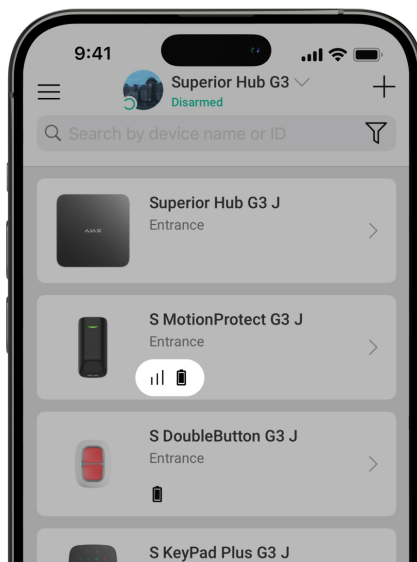 9:41
Superior Hub G3
Disarmed
Search by device name or ID
AJAX
Superior Hub G3 J
Entrance
S MotionProtect G3 J
Entrance
S DoubleButton G3 J
Entrance
S KeyPad Plus G3 J